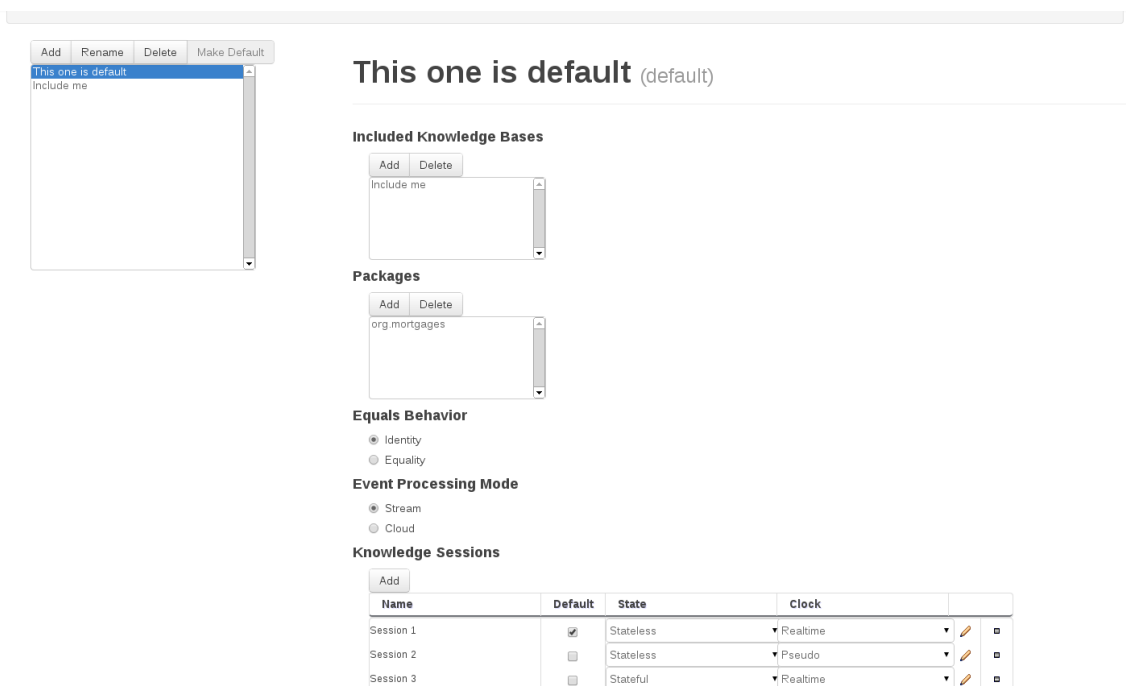 Add Rename Delete Make Default
This one is default
Include me
This one is default (default)
Included Knowledge Bases
Add Delete
Include me
Packages
Add Delete
org.mortgages
Equals Behavior
Identity
Equality
Event Processing Mode
Stream
Cloud
Knowledge Sessions
Add
Name Default State Clock
Session 1 Stateless Realtime
Session 2 Stateless Pseudo
Session 3 Stateful Realtime